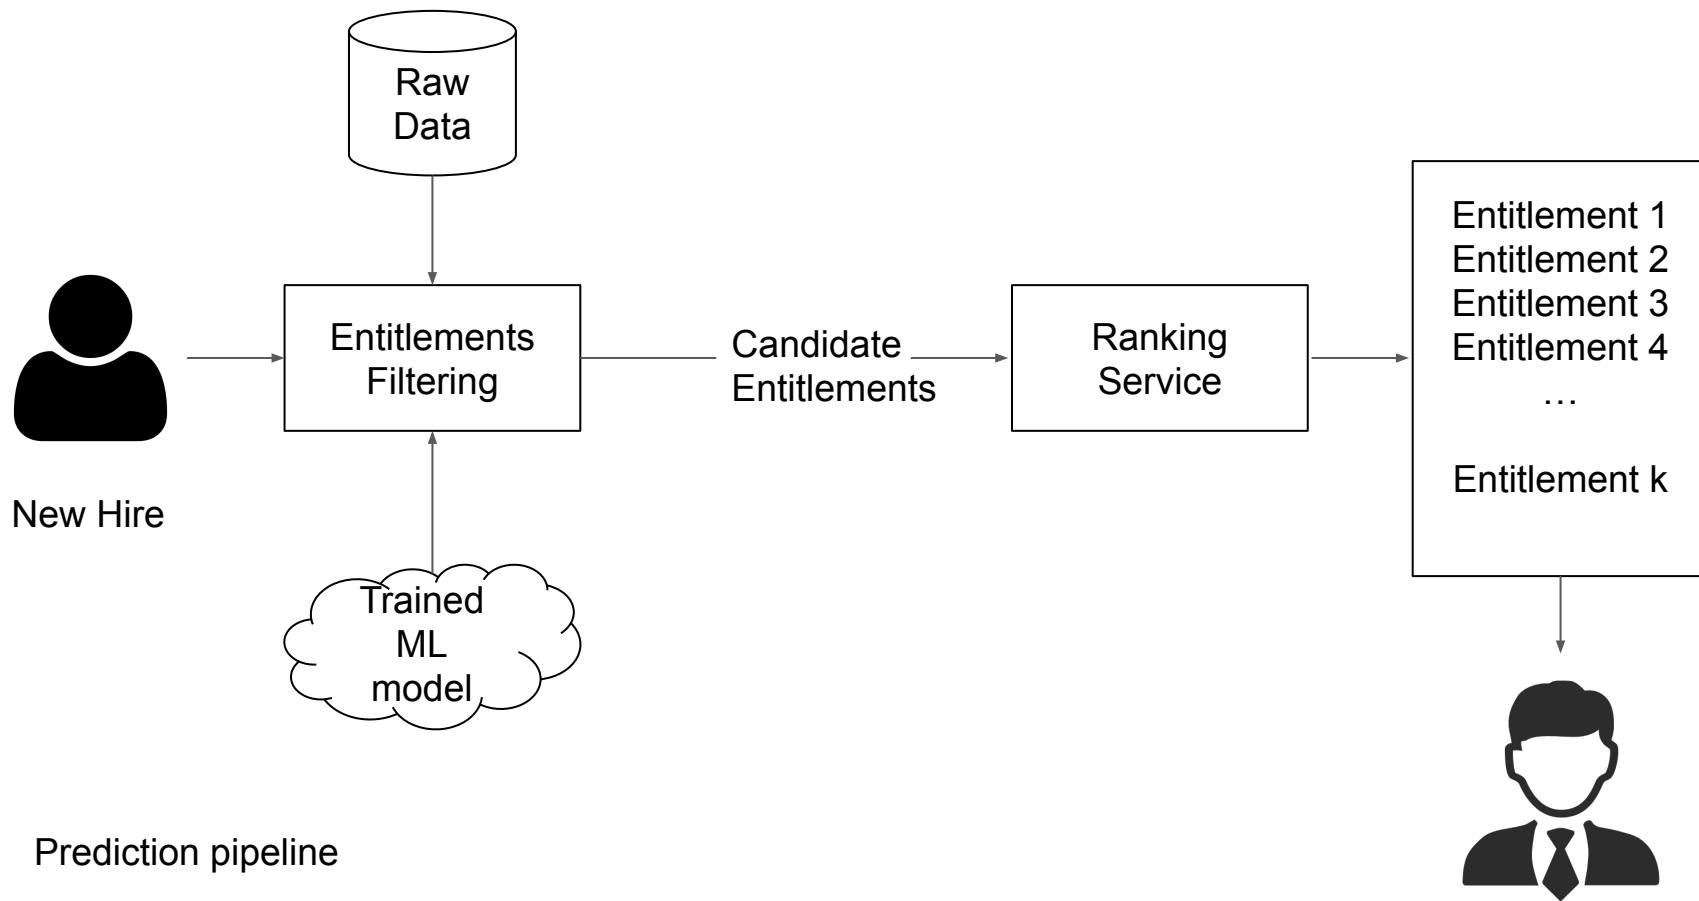 Raw
Data
New Hire
Entitlements
Filtering
Trained
ML
model
Candidate
Entitlements
Ranking
Service
Entitlement 1
Entitlement 2
Entitlement 3
Entitlement 4
…
Entitlement k
Prediction pipeline